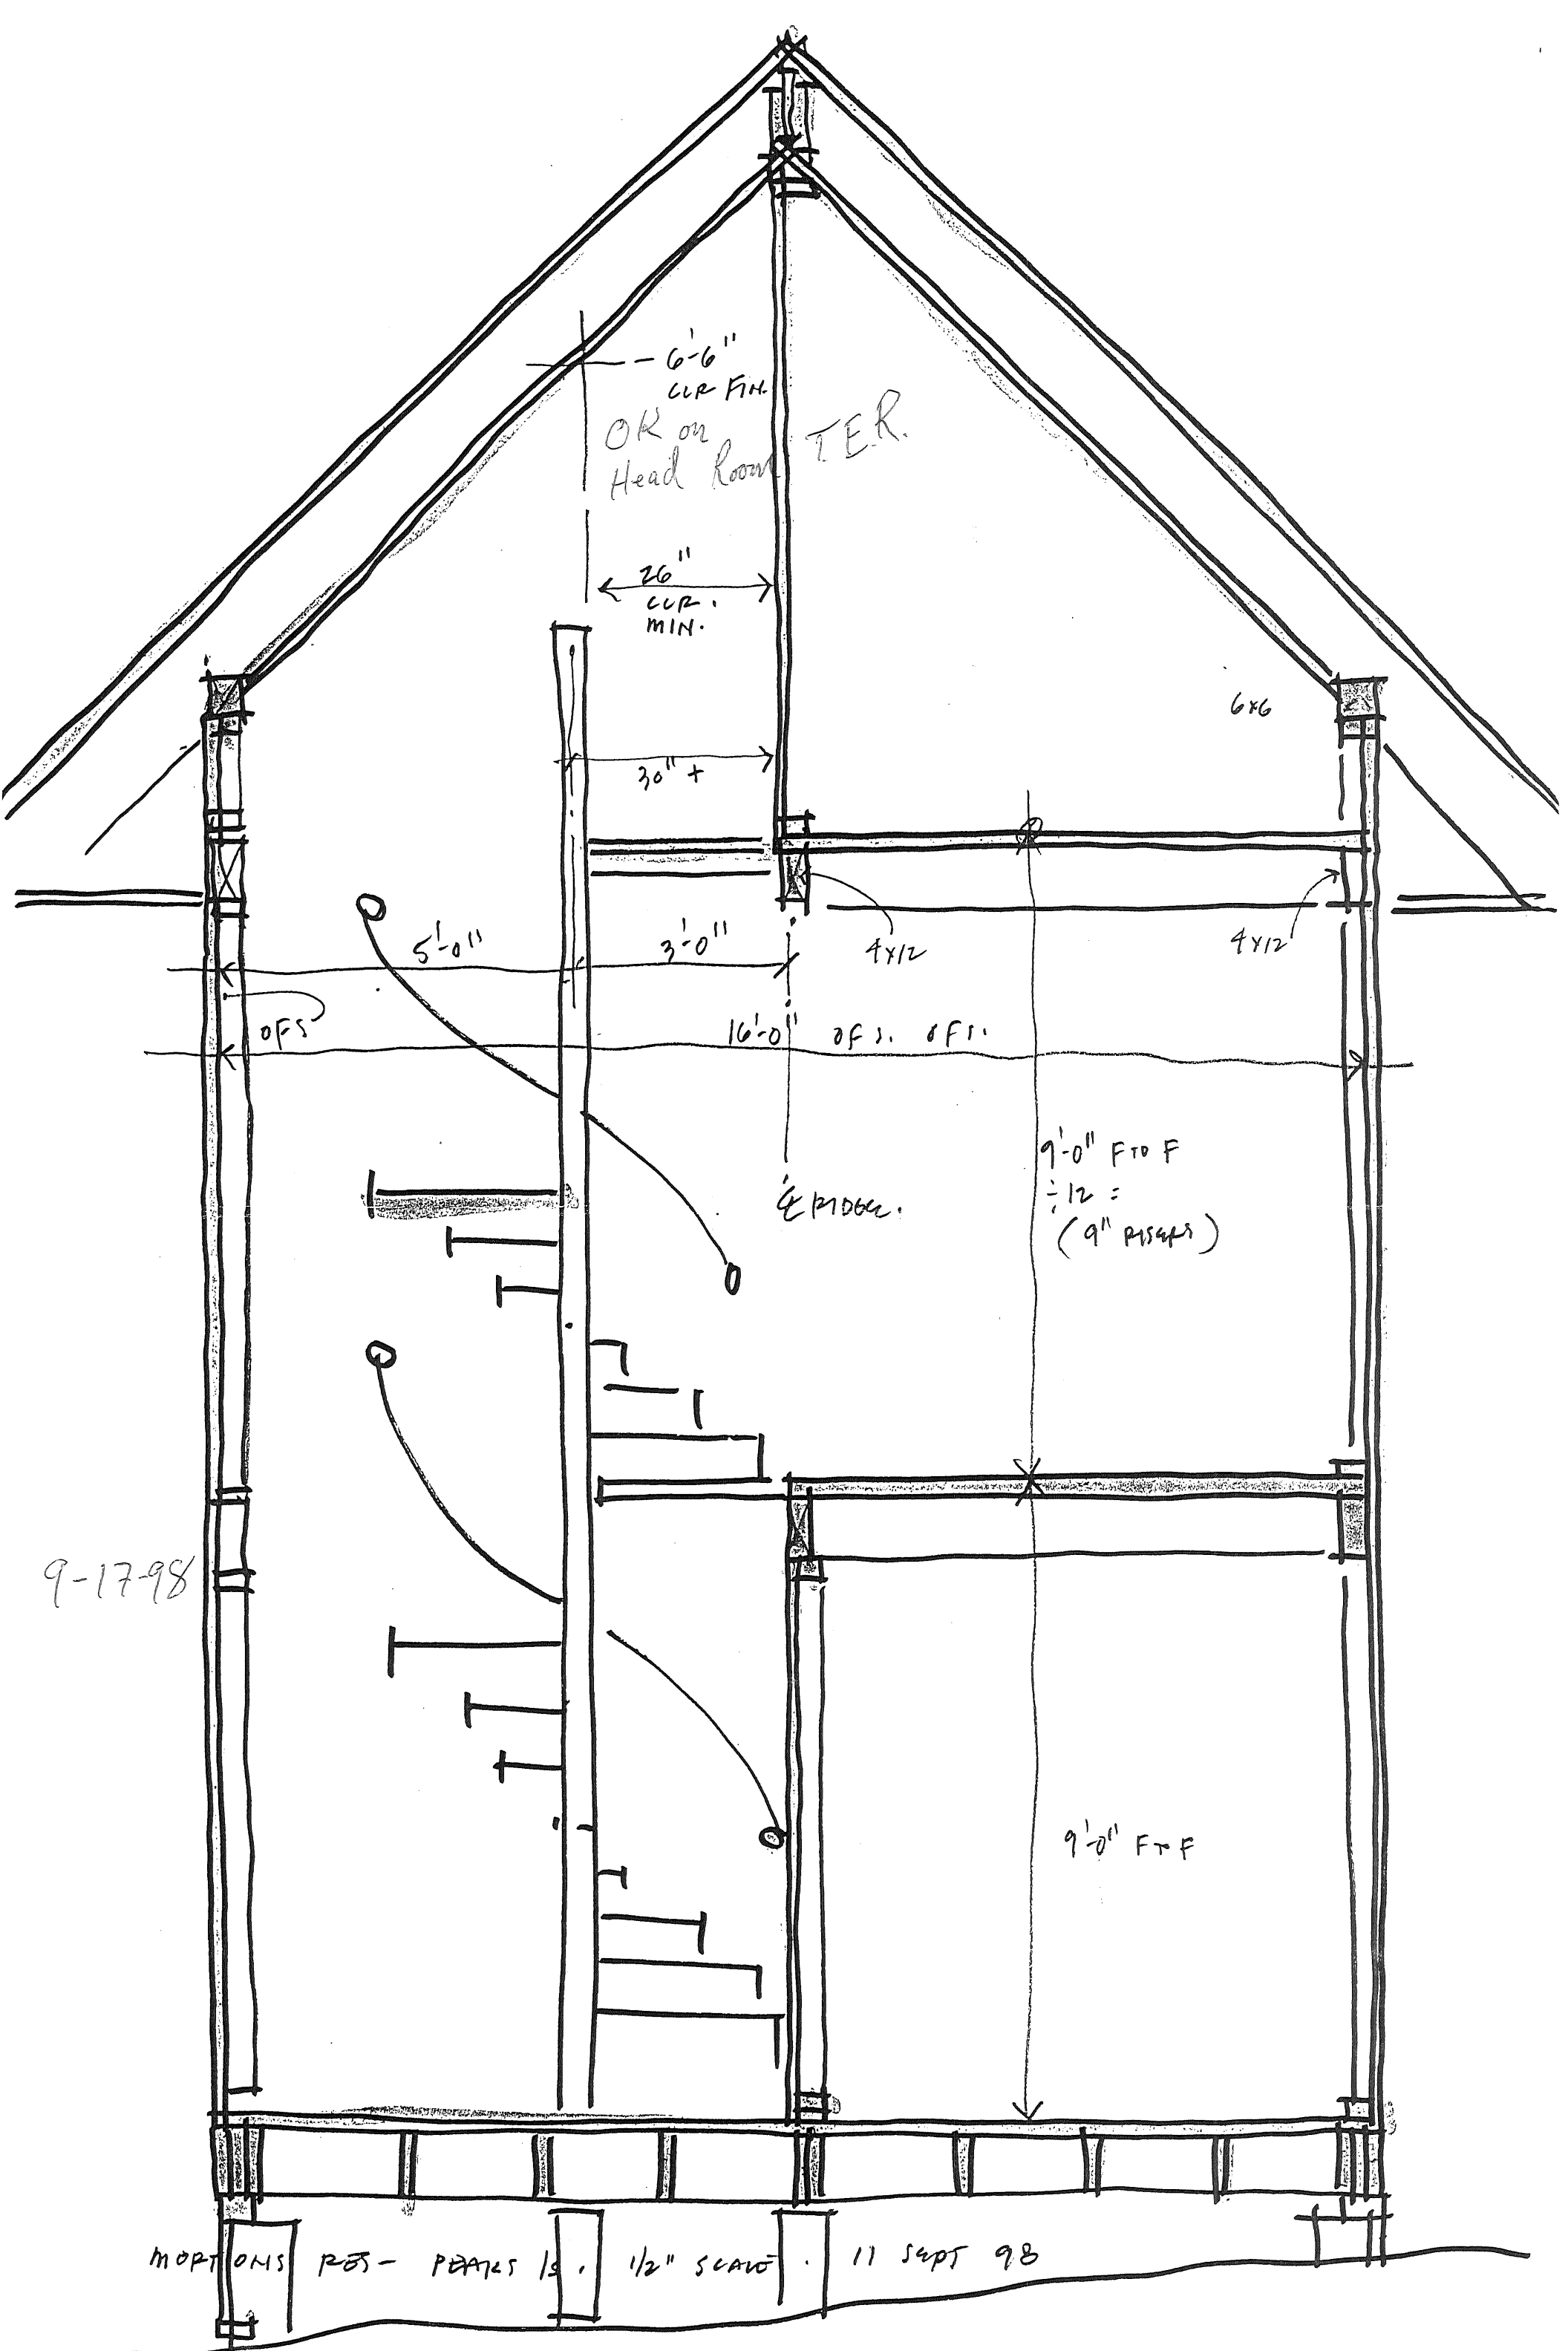 6'-6"
CLR FIN.
OK on
Head Room
T.E.R.
26"
CLR.
MIN.
6x6
30" +
5'-0"
3'-0"
4x12
4x12
OFS
16'-0" OFS. OFS.
9'-0" F TO F
÷ 12 =
(9" RISERS)
℄ RIDGE.
9-17-98
9'-0" F TO F
MORTONS RES- PEAKS IS. 1/2" SCALE. 11 SEPT 98